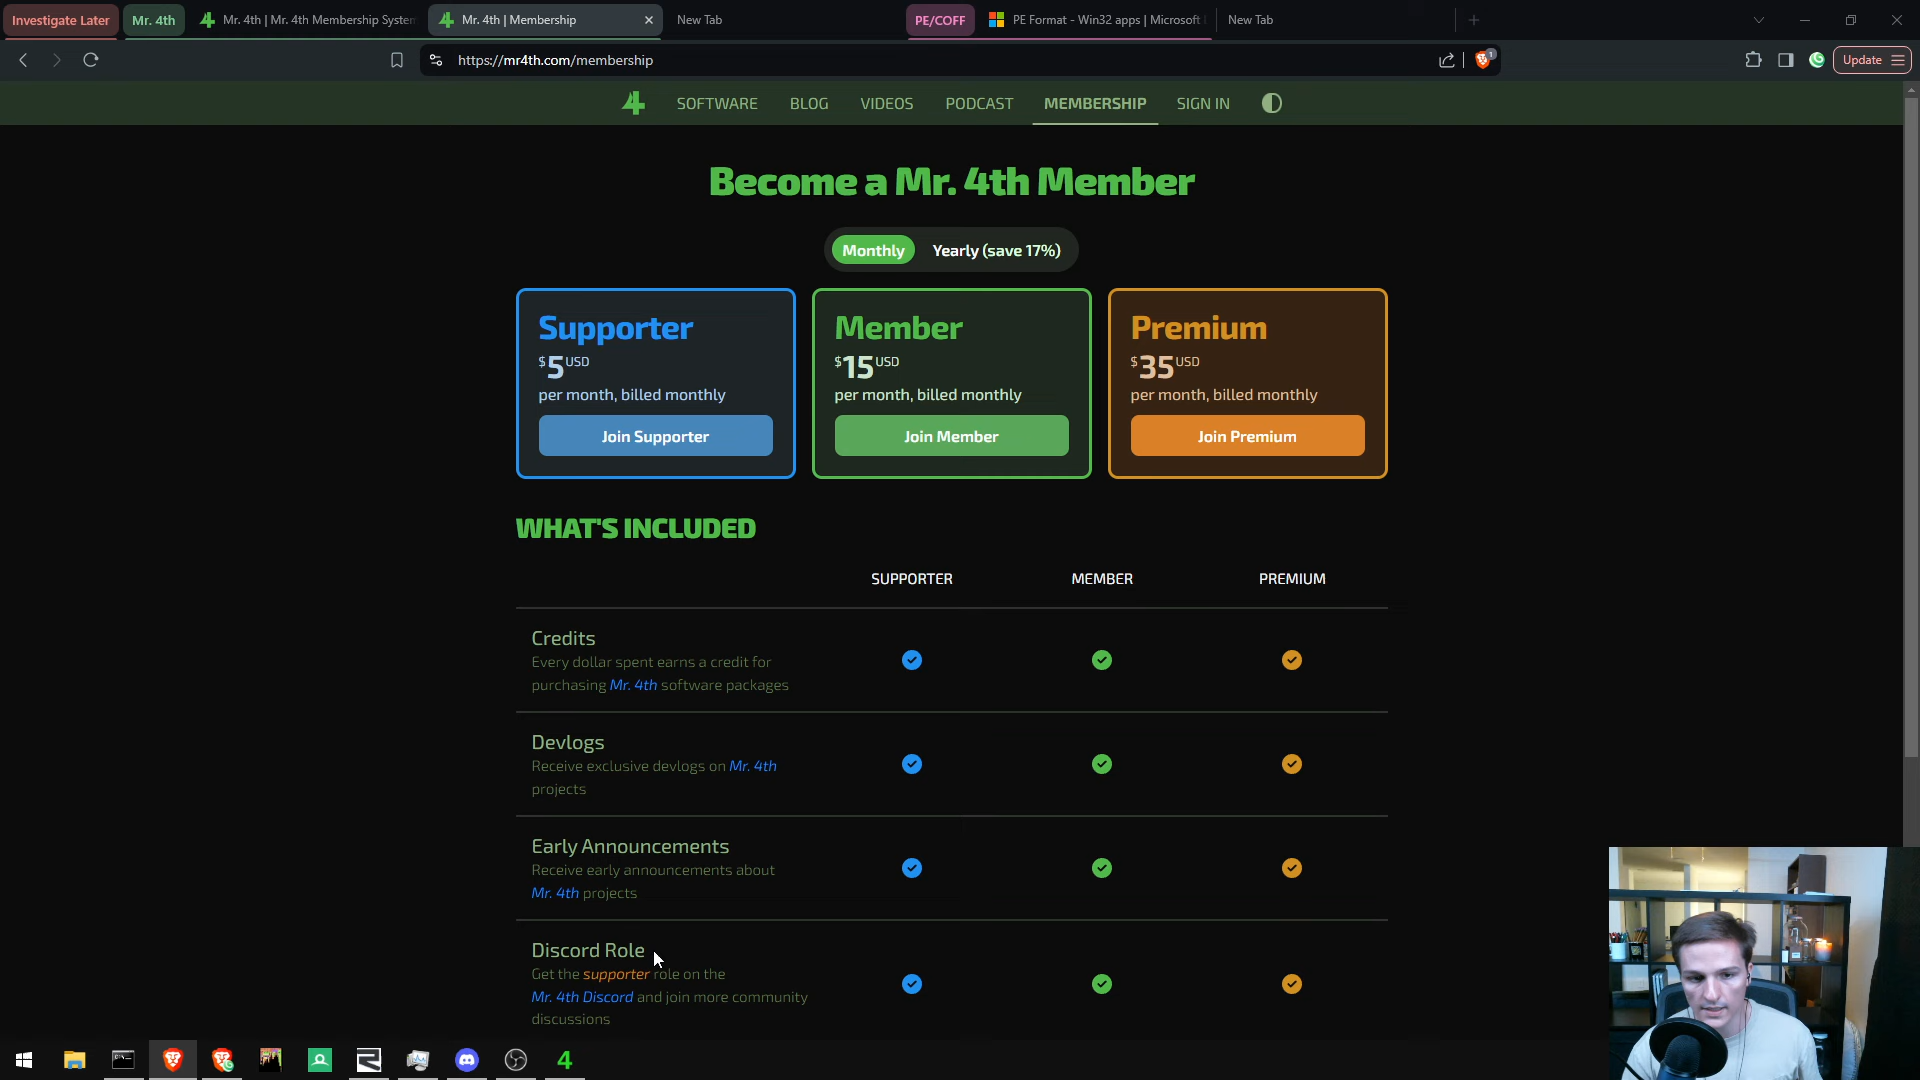 Investigate Later
Mr. 4th
Mr. 4th | Mr. 4th Membership System
Mr. 4th | Membership
New Tab
PE/COFF
PE Format - Win32 apps | Microsoft
New Tab
https://mr4th.com/membership
1
Update
4
SOFTWARE
BLOG
VIDEOS
PODCAST
MEMBERSHIP
SIGN IN
Become a Mr. 4th Member
Monthly
Yearly (save 17%)
Supporter
$5USD
per month, billed monthly
Join Supporter
Member
$15USD
per month, billed monthly
Join Member
Premium
$35USD
per month, billed monthly
Join Premium
WHAT'S INCLUDED
SUPPORTER
MEMBER
PREMIUM
Credits
Every dollar spent earns a credit for
purchasing Mr. 4th software packages
Devlogs
Receive exclusive devlogs on Mr. 4th
projects
Early Announcements
Receive early announcements about
Mr. 4th projects
Discord Role
Get the supporter role on the
Mr. 4th Discord and join more community
discussions
4